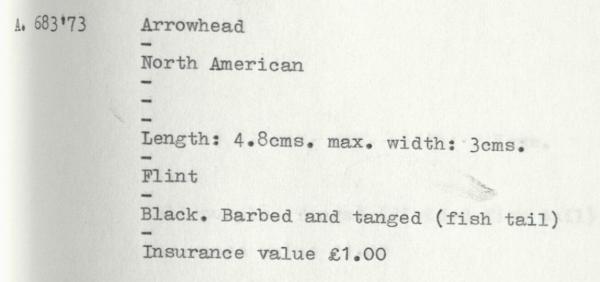 A. 683'73 Arrowhead
-
North American
-
-
-
Length: 4.8cms. max. width: 3cms.
-
Flint
-
Black. Barbed and tanged (fish tail)
-
Insurance value £1.00